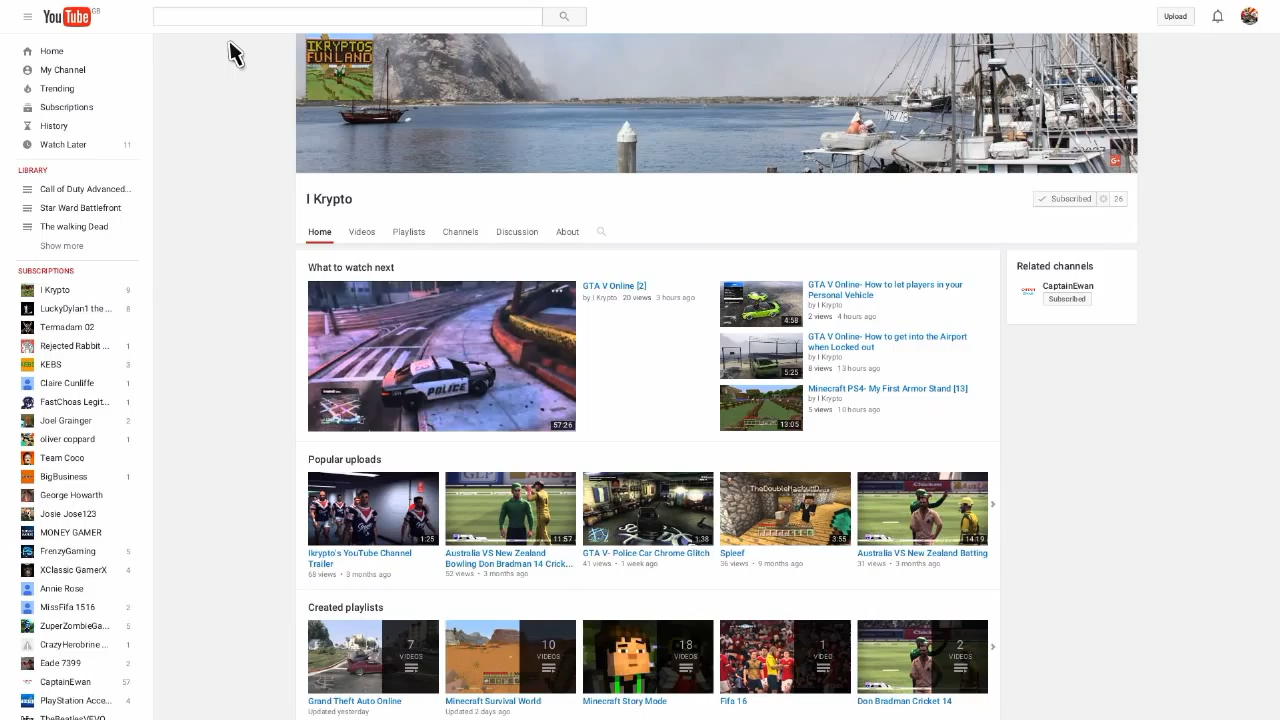 YouTube GB
Upload
Home
My Channel
Trending
Subscriptions
History
Watch Later 11
LIBRARY
Call of Duty Advanced...
Star Ward Battlefront
The walking Dead
Show more
SUBSCRIPTIONS
I Krypto 9
LuckyDylan1 the ... 8
Termadam 02
Rejected Rabbit ... 1
KEBS 3
Claire Cunliffe 1
FastChoas Legit... 1
Joel Grainger 2
oliver coppard 1
Team Coco
BigBusiness 1
George Howarth
Josie Jose123
MONEY GAMER
FrenzyGaming 5
XClassic GamerX 4
Annie Rose
MissFifa 1516 2
ZuperZombieGa... 5
CrazyHerobrine ... 1
Eade 7399 2
CaptainEwan 57
PlayStation Acce... 4
TheBeatlesVEVO
IKRYPTOS
FUNLAND
I Krypto
Subscribed 26
Home Videos Playlists Channels Discussion About
What to watch next
POLICE
57:26
GTA V Online [2]
by I Krypto 20 views 3 hours ago
4:58
GTA V Online- How to let players in your
Personal Vehicle
by I Krypto
2 views 4 hours ago
5:25
GTA V Online- How to get into the Airport
when Locked out
by I Krypto
8 views 13 hours ago
13:05
Minecraft PS4- My First Armor Stand [13]
by I Krypto
5 views 10 hours ago
Related channels
CaptainEwan
Subscribed
Popular uploads
1:25
Ikrypto's YouTube Channel
Trailer
68 views • 3 months ago
11:57
Australia VS New Zealand
Bowling Don Bradman 14 Crick...
52 views • 3 months ago
1:38
GTA V- Police Car Chrome Glitch
41 views • 1 week ago
3:55
Spleef
36 views • 9 months ago
14:19
Australia VS New Zealand Batting
31 views • 3 months ago
Created playlists
7
VIDEOS
Grand Theft Auto Online
Updated yesterday
10
VIDEOS
Minecraft Survival World
Updated 2 days ago
18
VIDEOS
Minecraft Story Mode
1
VIDEO
Fifa 16
2
VIDEOS
Don Bradman Cricket 14